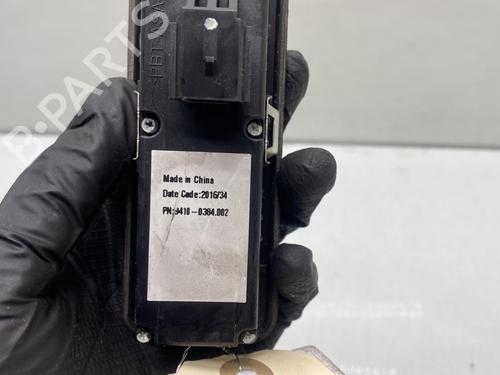 B-PARTS
Made in China
Date Code:2016/34
PN:9418-0384.002